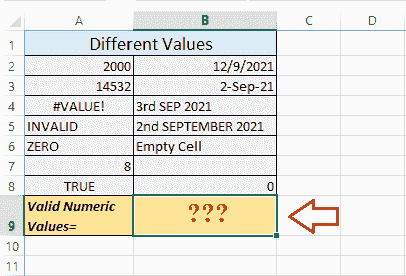 A B C D
1 Different Values
2 2000 12/9/2021
3 14532 2-Sep-21
4 #VALUE! 3rd SEP 2021
5 INVALID 2nd SEPTEMBER 2021
6 ZERO Empty Cell
7 8
8 TRUE 0
9 Valid Numeric Values= ???
10
11